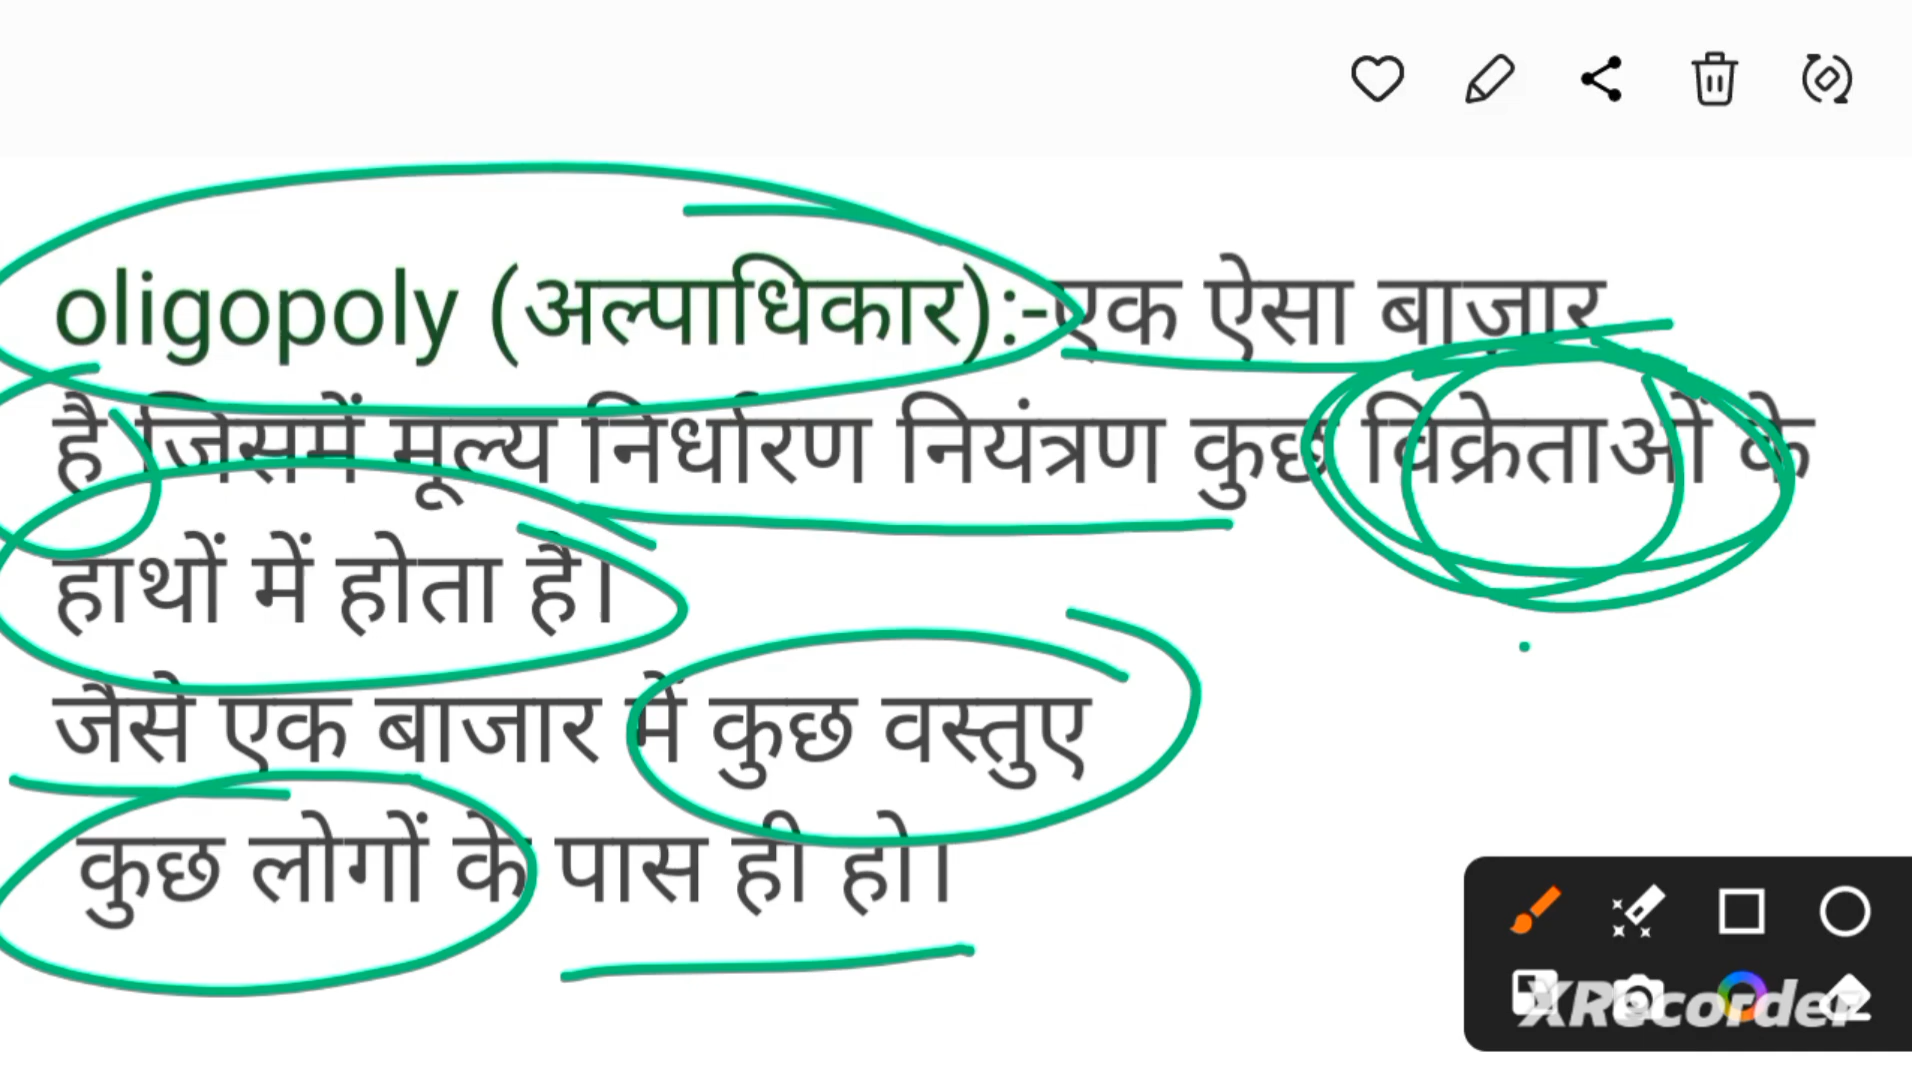 oligopoly (अल्पाधिकार):-एक ऐसा बाज़ार
है जिसमें मूल्य निर्धारण नियंत्रण कुछ विक्रेताओं के
हाथों में होता है।
जैसे एक बाजार में कुछ वस्तुए
कुछ लोगों के पास ही हो।
XRecorder